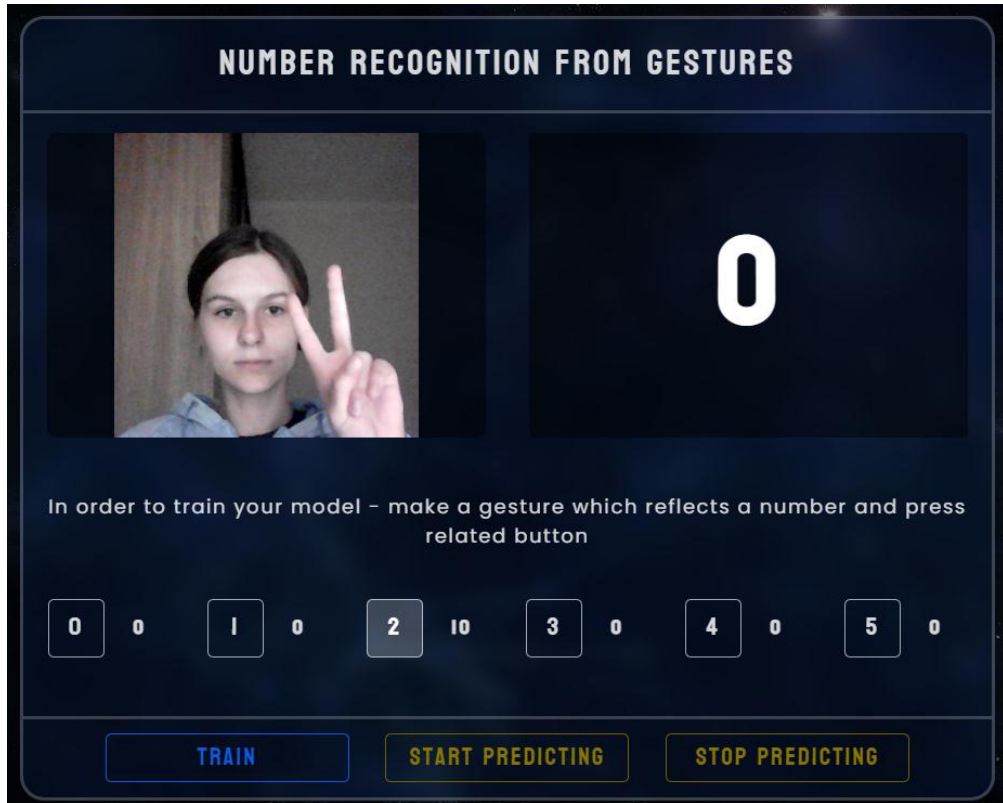 NUMBER RECOGNITION FROM GESTURES
0
In order to train your model - make a gesture which reflects a number and press
related button
0 0 1 0 2 10 3 0 4 0 5 0
TRAIN START PREDICTING STOP PREDICTING